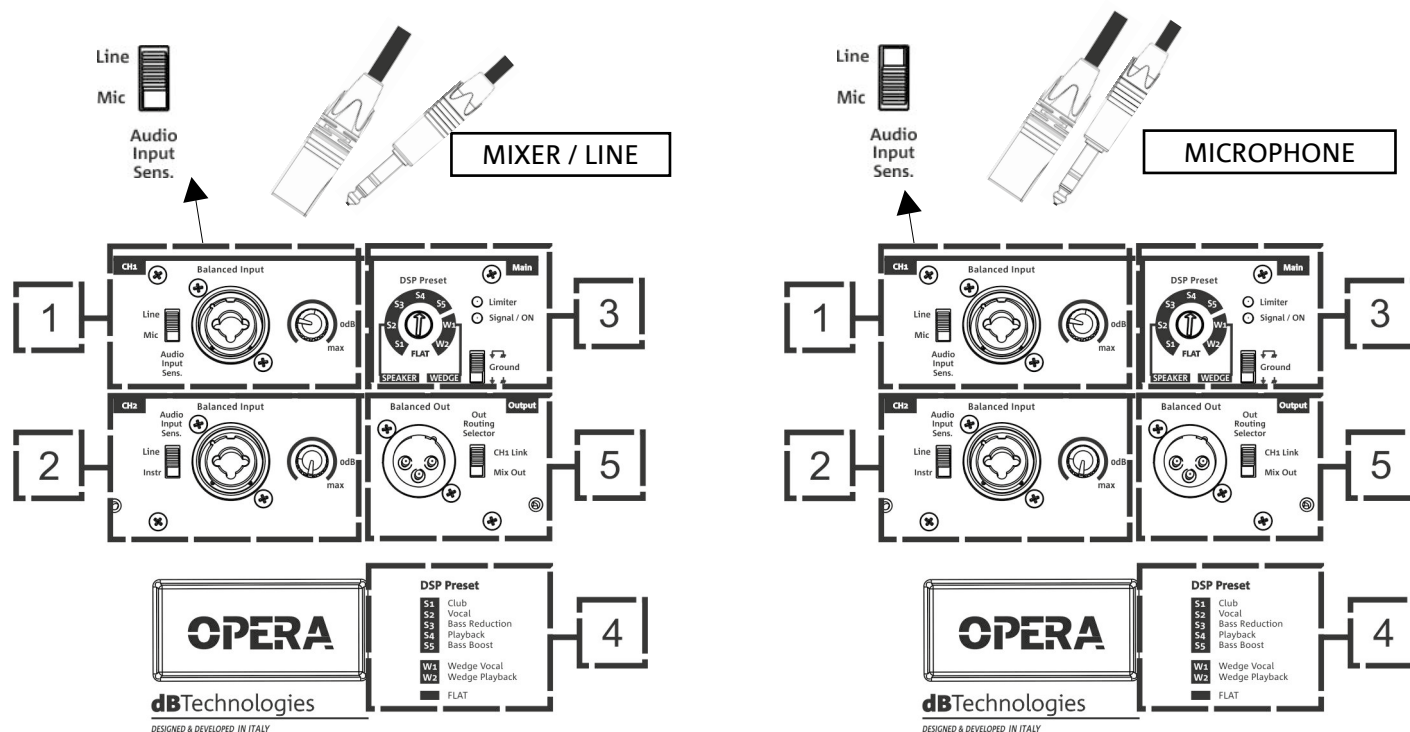 Line
Mic
Audio
Input
Sens.
MIXER / LINE
1
CH1
Balanced Input
Line
Mic
Audio
Input
Sens.
0dB
max
Main
DSP Preset
S4
S3
S5
S2
W1
S1
W2
FLAT
SPEAKER
WEDGE
Limiter
Signal / ON
Ground
3
2
CH2
Audio
Input
Sens.
Balanced Input
Line
Instr
0dB
max
Balanced Out
Output
Out
Routing
Selector
CH1 Link
Mix Out
5
OPERA
dBTechnologies
DESIGNED & DEVELOPED IN ITALY
DSP Preset
S1 Club
S2 Vocal
S3 Bass Reduction
S4 Playback
S5 Bass Boost
W1 Wedge Vocal
W2 Wedge Playback
FLAT
4
Line
Mic
Audio
Input
Sens.
MICROPHONE
1
CH1
Balanced Input
Line
Mic
Audio
Input
Sens.
0dB
max
Main
DSP Preset
S4
S3
S5
S2
W1
S1
W2
FLAT
SPEAKER
WEDGE
Limiter
Signal / ON
Ground
3
2
CH2
Audio
Input
Sens.
Balanced Input
Line
Instr
0dB
max
Balanced Out
Output
Out
Routing
Selector
CH1 Link
Mix Out
5
OPERA
dBTechnologies
DESIGNED & DEVELOPED IN ITALY
DSP Preset
S1 Club
S2 Vocal
S3 Bass Reduction
S4 Playback
S5 Bass Boost
W1 Wedge Vocal
W2 Wedge Playback
FLAT
4